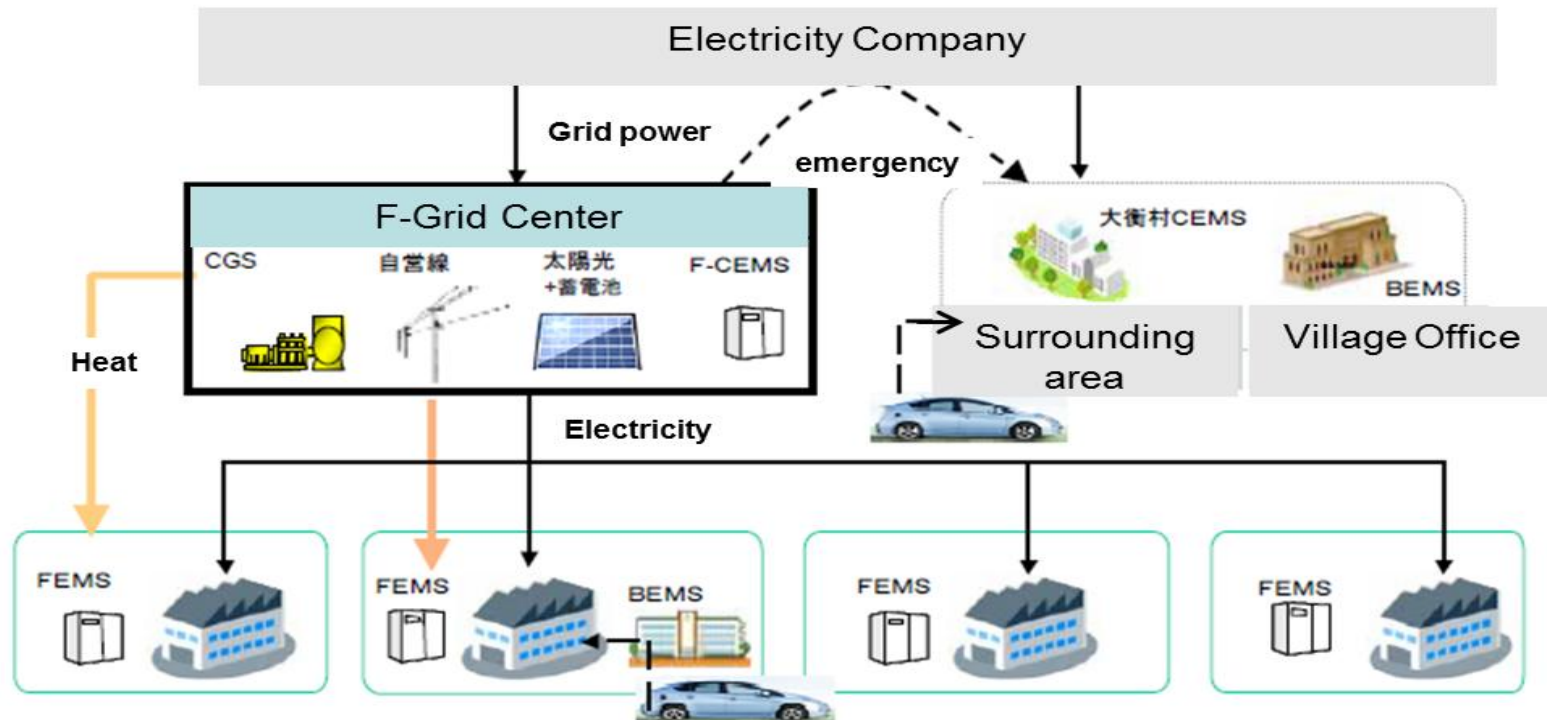 Electricity Company
Grid power
emergency
F-Grid Center
CGS
自営線
太陽光
+蓄電池
F-CEMS
大衡村CEMS
BEMS
Surrounding
area
Village Office
Heat
Electricity
FEMS
FEMS
BEMS
FEMS
FEMS